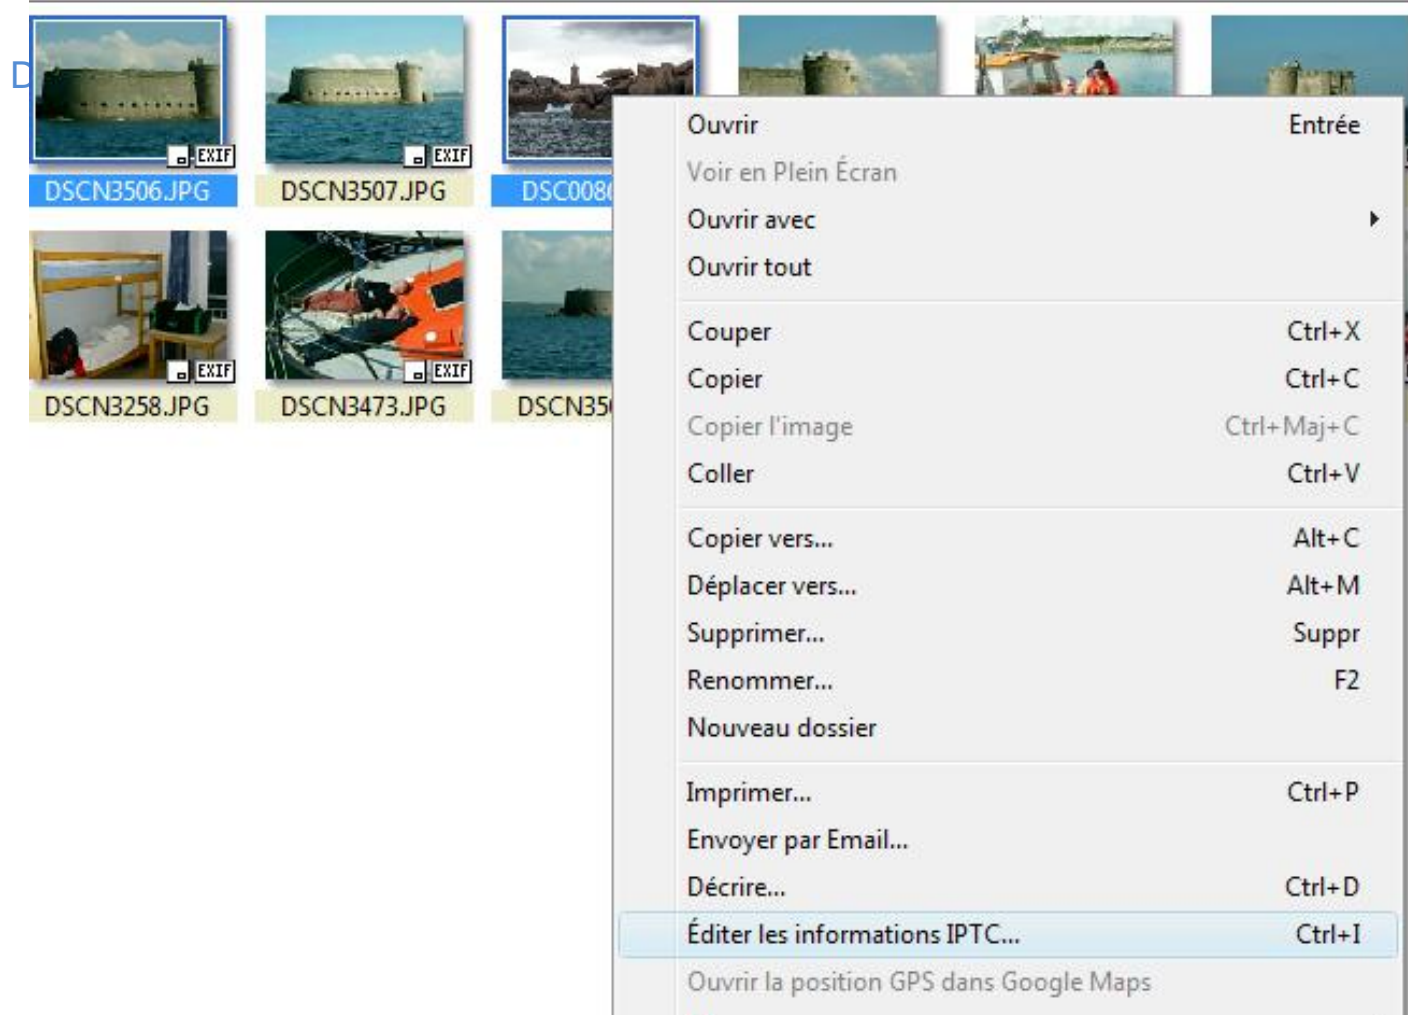 D
EXIF
EXIF
DSCN3506.JPG
DSCN3507.JPG
EXIF
EXIF
DSCN3258.JPG
DSCN3473.JPG
Ouvrir Entrée
Voir en Plein Écran
Ouvrir avec
Ouvrir tout
Couper Ctrl+X
Copier Ctrl+C
Copier l'image Ctrl+Maj+C
Coller Ctrl+V
Copier vers... Alt+C
Déplacer vers... Alt+M
Supprimer... Suppr
Renommer... F2
Nouveau dossier
Imprimer... Ctrl+P
Envoyer par Email...
Décrire... Ctrl+D
Éditer les informations IPTC... Ctrl+I
Ouvrir la position GPS dans Google Maps